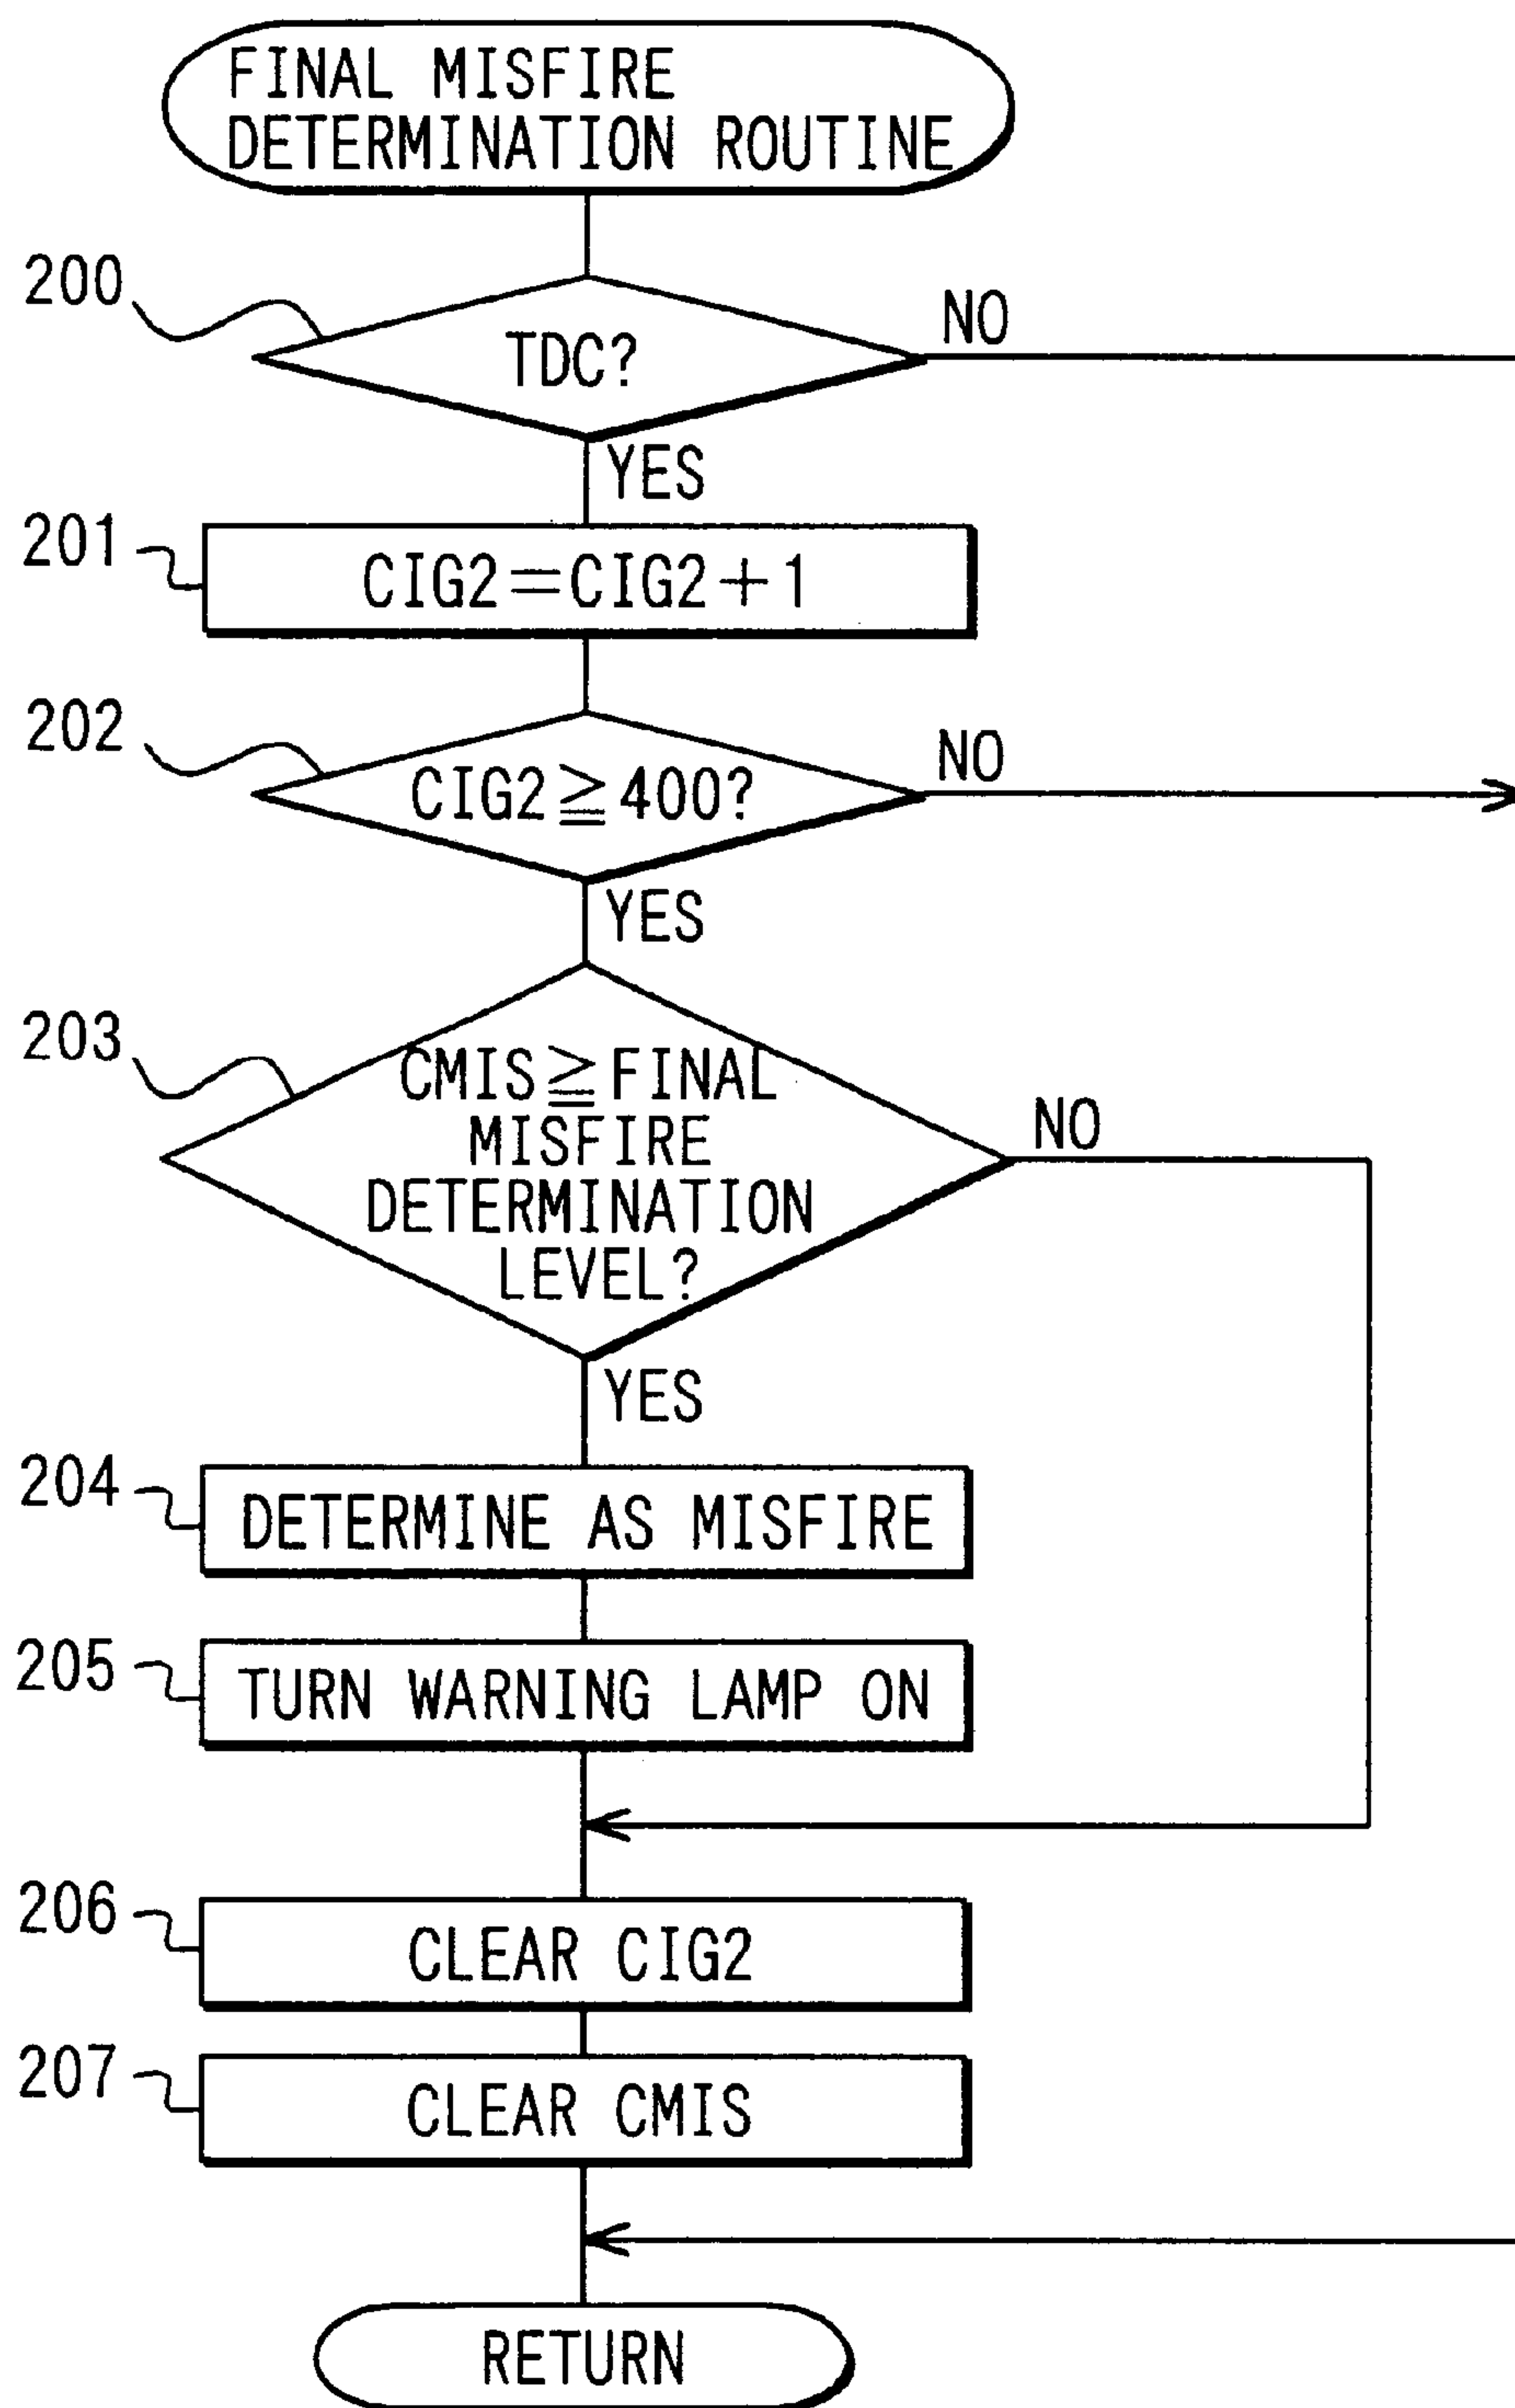 FINAL MISFIRE
DETERMINATION ROUTINE
200
TDC?
NO
YES
201
CIG2=CIG2+1
202
CIG2≧400?
NO
YES
203
CMIS≧FINAL
MISFIRE
DETERMINATION
LEVEL?
NO
YES
204
DETERMINE AS MISFIRE
205
TURN WARNING LAMP ON
206
CLEAR CIG2
207
CLEAR CMIS
RETURN